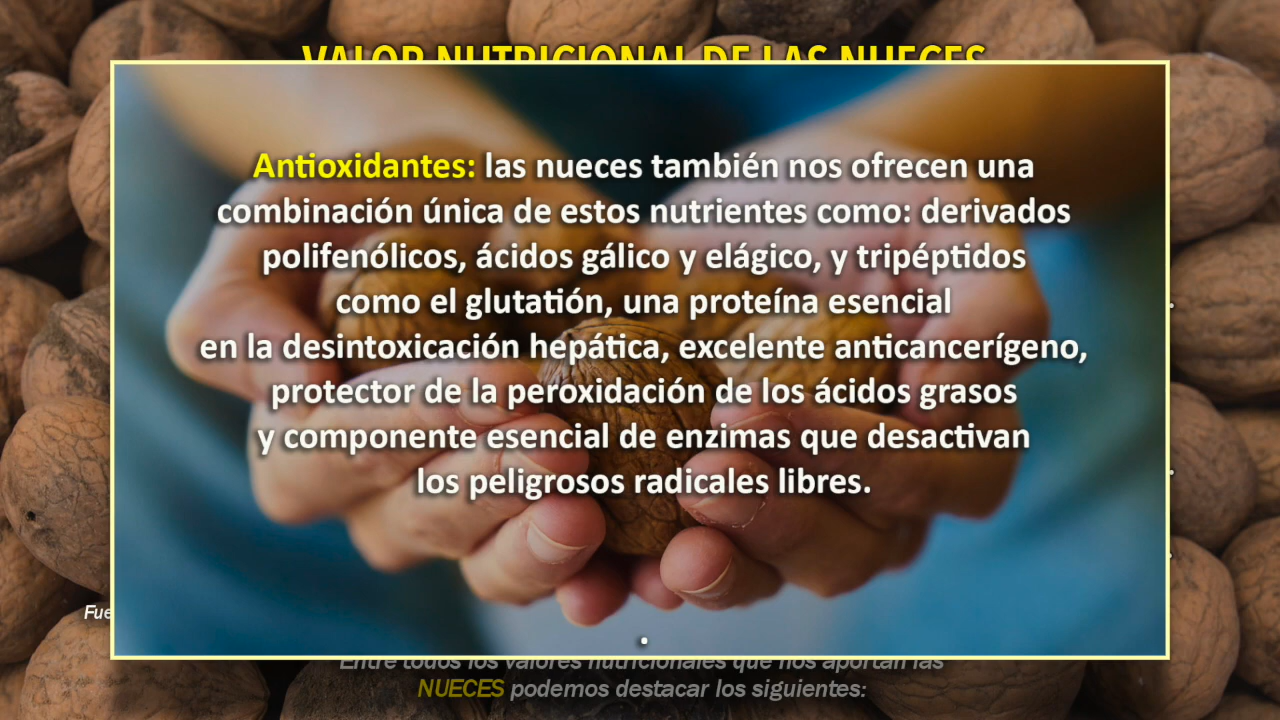 VALOR NUTRICIONAL DE LAS NUECES
Antioxidantes: las nueces también nos ofrecen una
combinación única de estos nutrientes como: derivados
polifenólicos, ácidos gálico y elágico, y tripéptidos
como el glutatión, una proteína esencial
en la desintoxicación hepática, excelente anticancerígeno,
protector de la peroxidación de los ácidos grasos
y componente esencial de enzimas que desactivan
los peligrosos radicales libres.
Fue
.
Entre todos los valores nutricionales que nos aportan las
NUECES podemos destacar los siguientes: